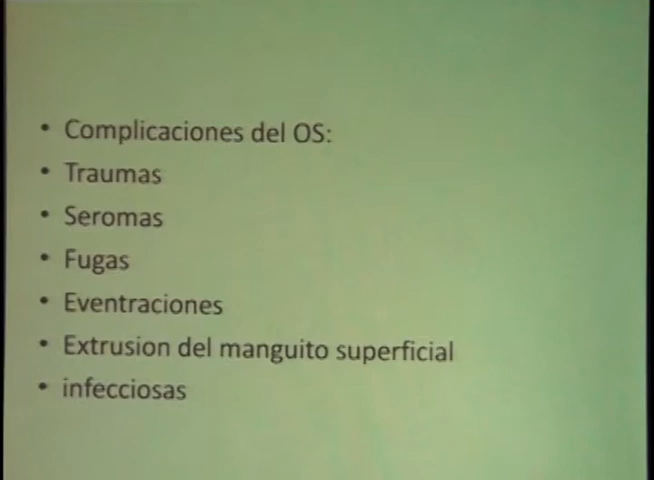 • Complicaciones del OS:
• Traumas
• Seromas
• Fugas
• Eventraciones
• Extrusion del manguito superficial
• infecciosas